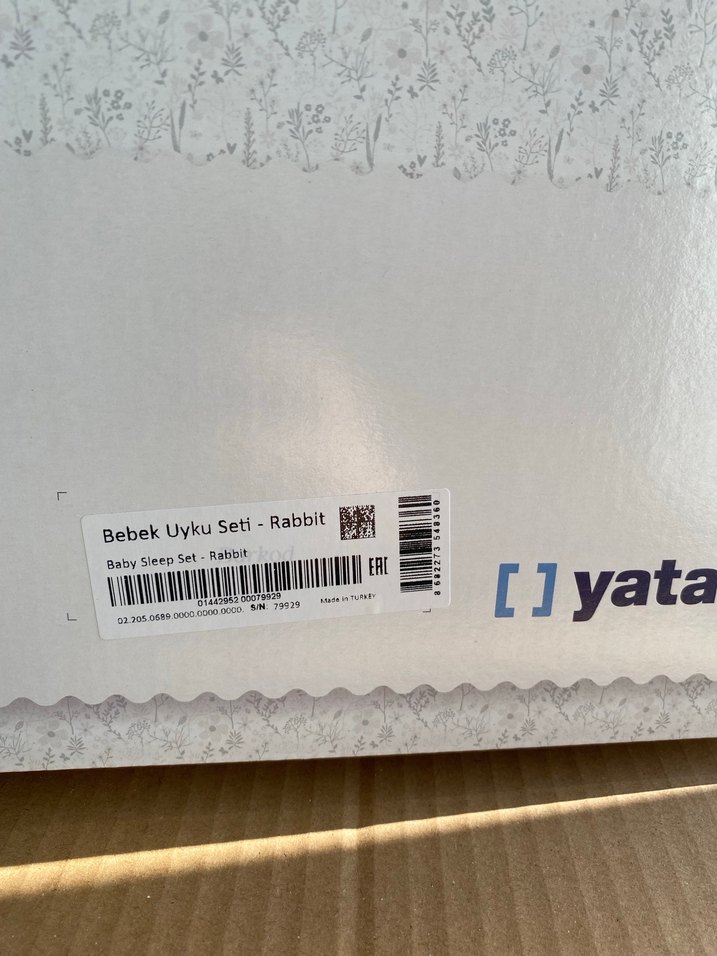 Bebek Uyku Seti - Rabbit
Baby Sleep Set - Rabbit
Barkod
EAC
01442952 00079929
02.205.0689.0000.0000.0000. S/N: 79929
Made in TURKEY
8 682273 548360
[ ] yata